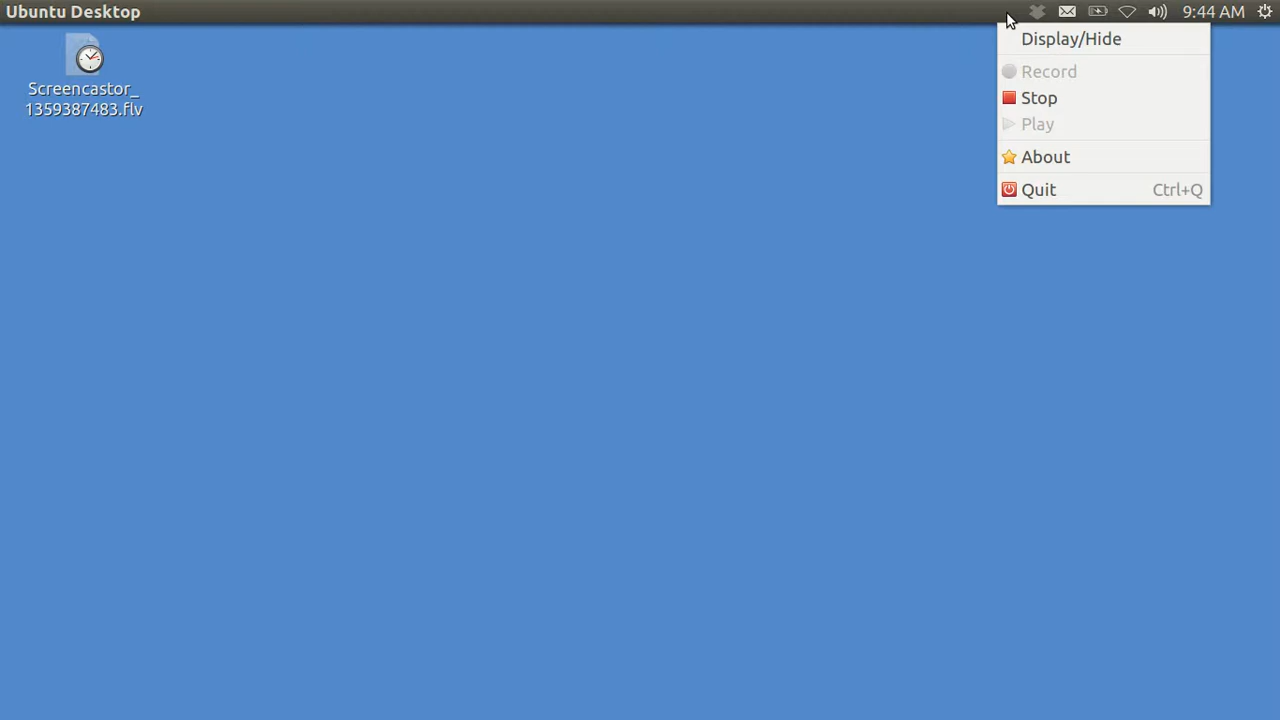 Ubuntu Desktop
9:44 AM
Screencastor_
1359387483.flv
Display/Hide
Record
Stop
Play
About
Quit Ctrl+Q